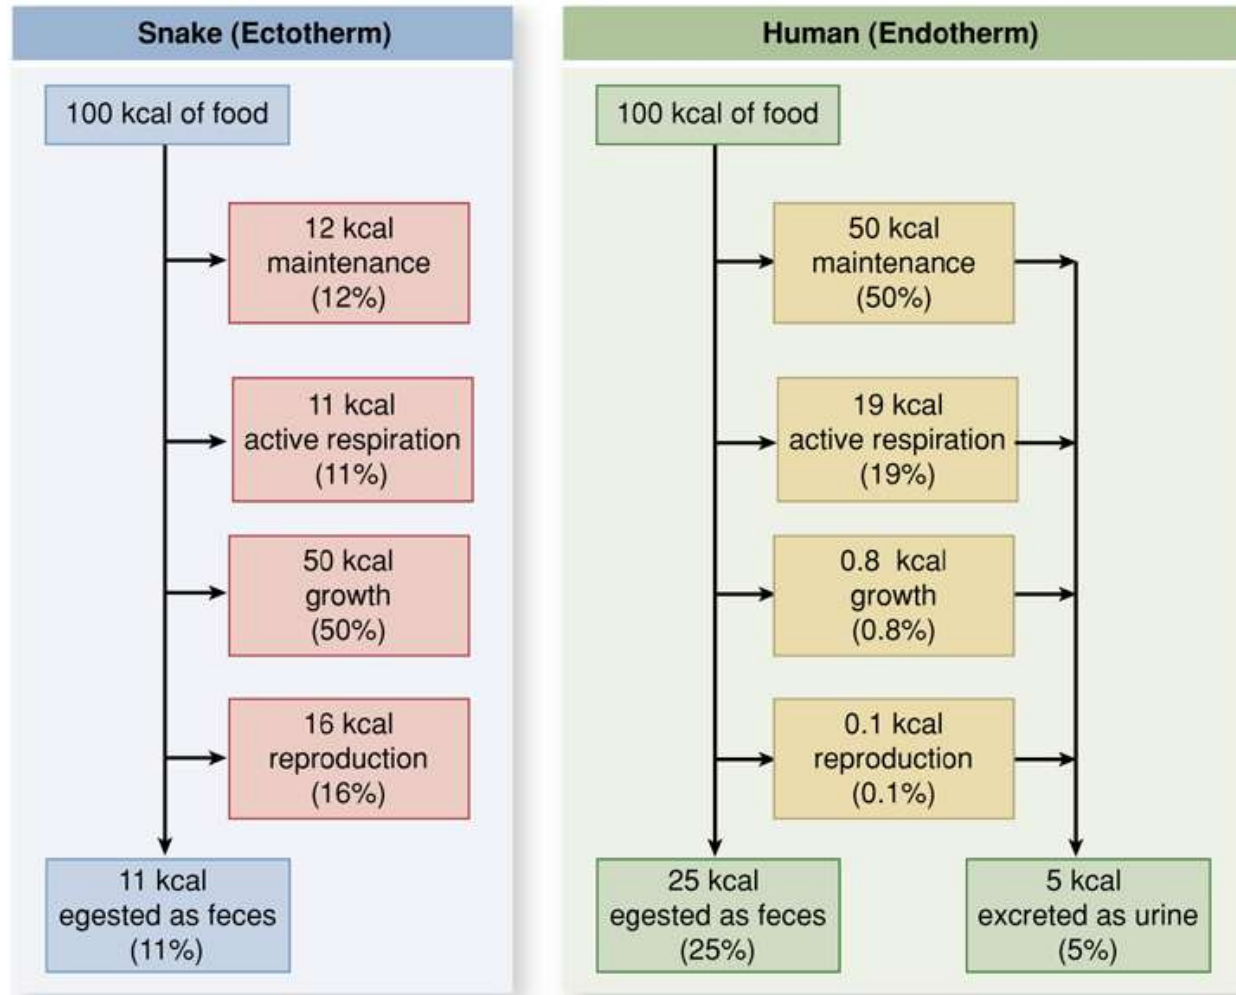 Snake (Ectotherm)
100 kcal of food
12 kcal
maintenance
(12%)
11 kcal
active respiration
(11%)
50 kcal
growth
(50%)
16 kcal
reproduction
(16%)
11 kcal
egested as feces
(11%)
Human (Endotherm)
100 kcal of food
50 kcal
maintenance
(50%)
19 kcal
active respiration
(19%)
0.8 kcal
growth
(0.8%)
0.1 kcal
reproduction
(0.1%)
25 kcal
egested as feces
(25%)
5 kcal
excreted as urine
(5%)